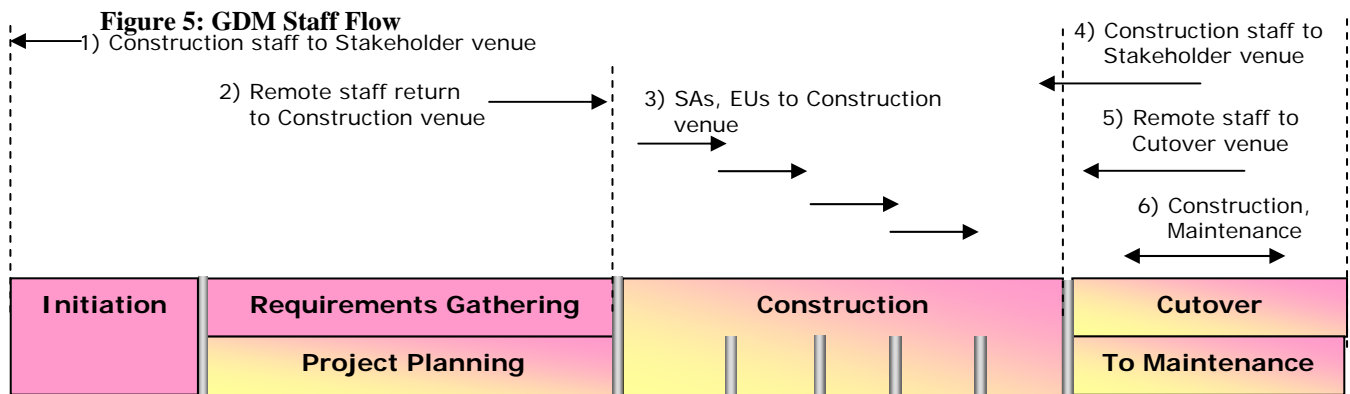 Figure 5: GDM Staff Flow
1) Construction staff to Stakeholder venue
2) Remote staff return
to Construction venue
3) SAs, EUs to Construction
venue
4) Construction staff to
Stakeholder venue
5) Remote staff to
Cutover venue
6) Construction,
Maintenance
Initiation
Requirements Gathering
Project Planning
Construction
Cutover
To Maintenance